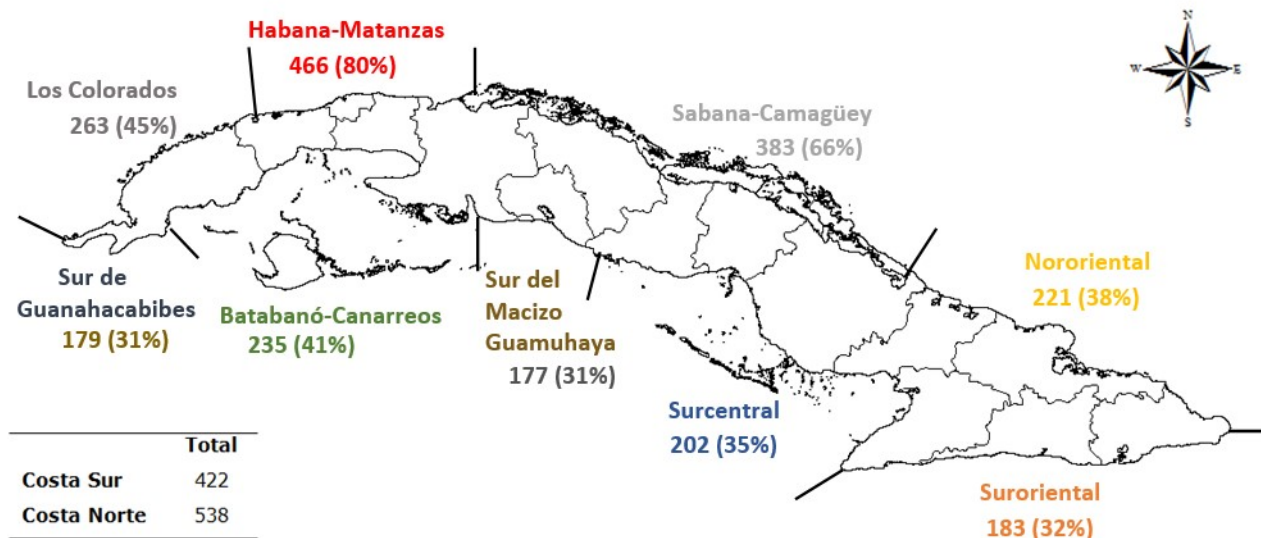 Habana-Matanzas
466 (80%)
N
W
E
S
Los Colorados
263 (45%)
Sabana-Camagüey
383 (66%)
Sur de
Guanahacabibes
179 (31%)
Batabanó-Canarreos
235 (41%)
Sur del
Macizo
Guamuhaya
177 (31%)
Nororiental
221 (38%)
Surcentral
202 (35%)
Suroriental
183 (32%)
Total
Costa Sur 422
Costa Norte 538